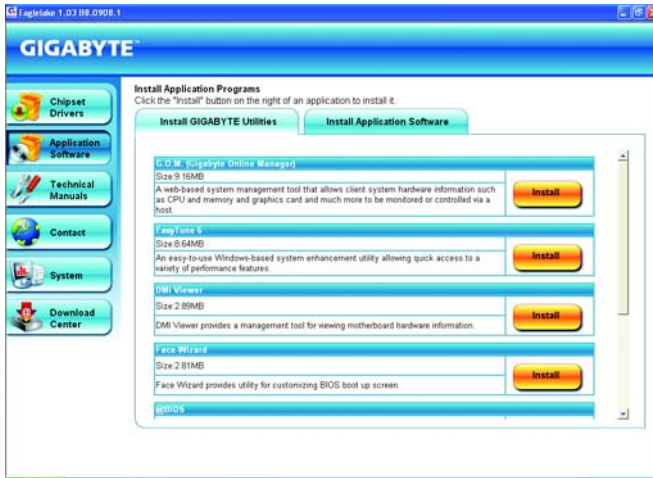 Eaglelake 1.03 B8.0908.1
GIGABYTE™
Chipset
Drivers
Application
Software
Technical
Manuals
Contact
System
Download
Center
Install Application Programs
Click the "Install" button on the right of an application to install it.
Install GIGABYTE Utilities
Install Application Software
G.O.M. (Gigabyte Online Manager)
Size:9.16MB
A web-based system management tool that allows client system hardware information such
as CPU and memory and graphics card and much more to be monitored or controlled via a
host.
Install
EasyTune 6
Size:8.64MB
An easy-to-use Windows-based system enhancement utility allowing quick access to a
variety of performance features.
Install
DMI Viewer
Size:2.89MB
DMI Viewer provides a management tool for viewing motherboard hardware information.
Install
Face Wizard
Size:2.81MB
Face Wizard provides utility for customizing BIOS boot up screen.
Install
@BIOS